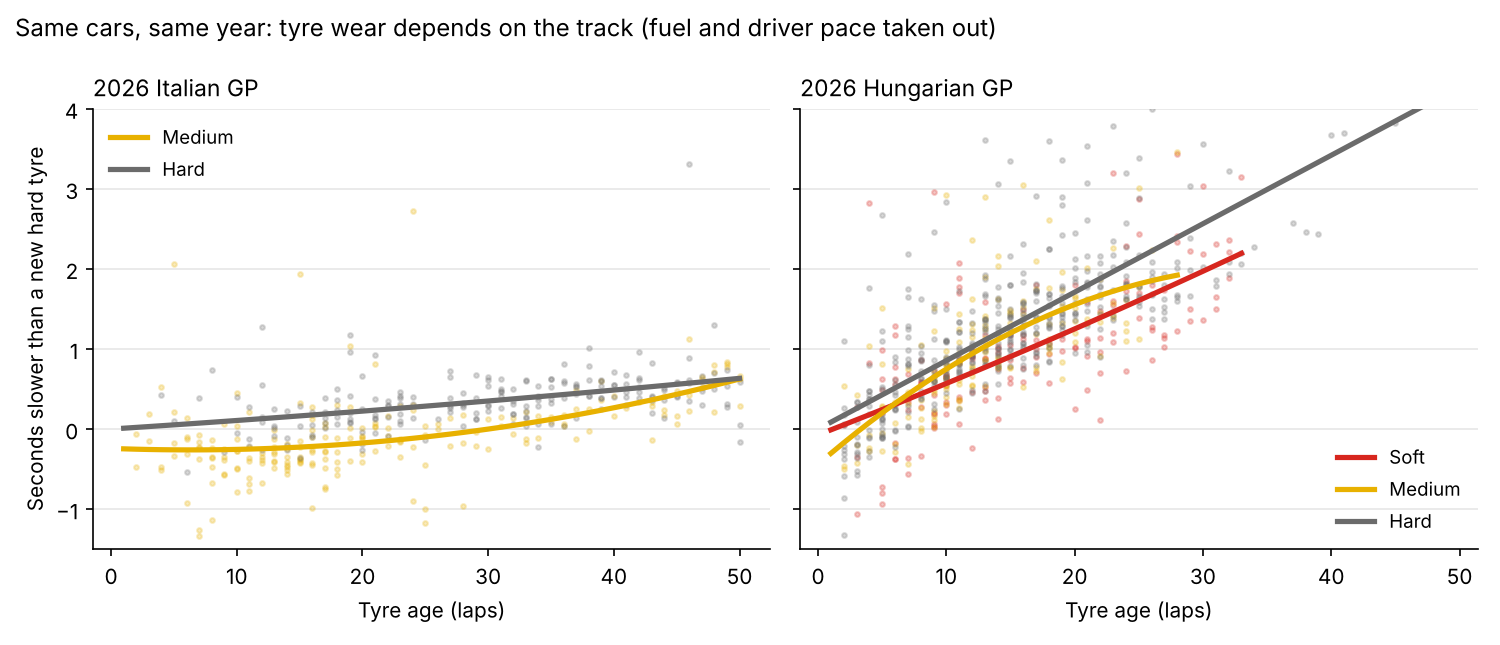 Same cars, same year: tyre wear depends on the track (fuel and driver pace taken out)
2026 Italian GP
Seconds slower than a new hard tyre
4
3
2
1
0
−1
Medium
Hard
0 10 20 30 40 50
Tyre age (laps)
2026 Hungarian GP
Soft
Medium
Hard
0 10 20 30 40 50
Tyre age (laps)